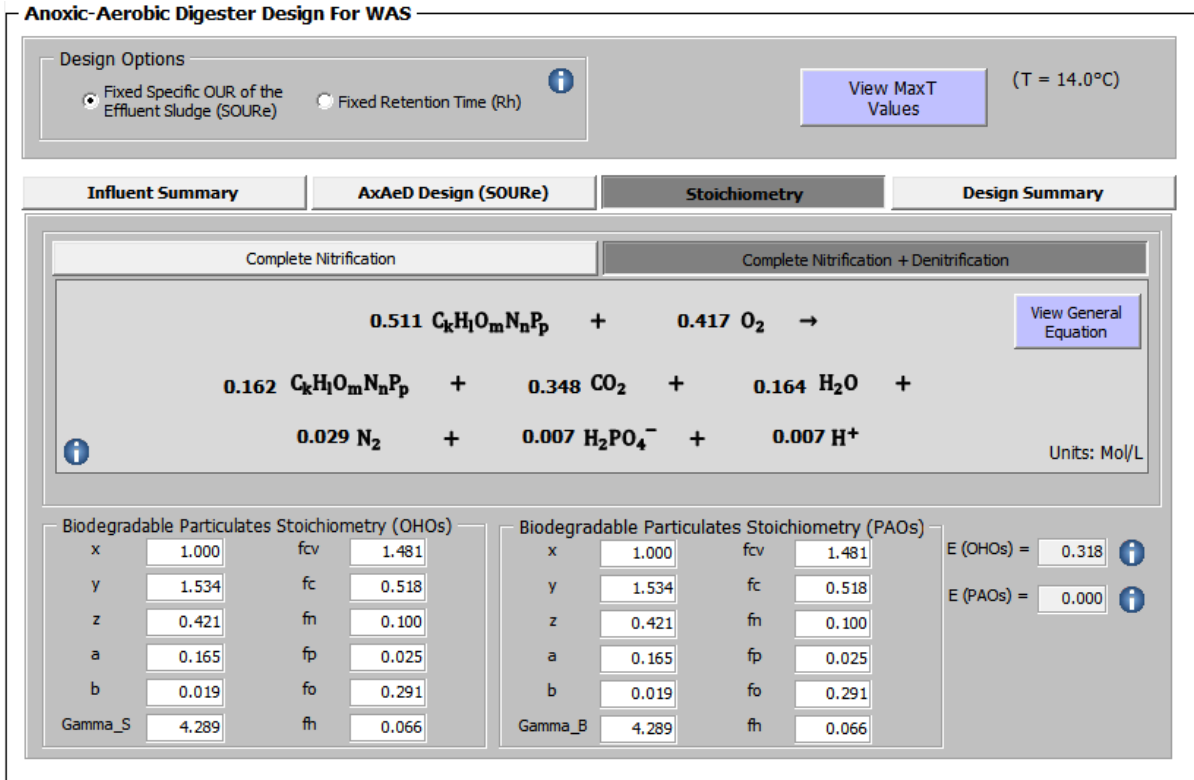 Anoxic-Aerobic Digester Design For WAS
Design Options
Fixed Specific OUR of the
Effluent Sludge (SOURe)
Fixed Retention Time (Rh)
View MaxT
Values
(T = 14.0°C)
Influent Summary
AxAeD Design (SOURe)
Stoichiometry
Design Summary
Complete Nitrification
Complete Nitrification + Denitrification
0.511 CₖHₗOₘNₙPₚ + 0.417 O₂ →
View General
Equation
0.162 CₖHₗOₘNₙPₚ + 0.348 CO₂ + 0.164 H₂O +
0.029 N₂ + 0.007 H₂PO₄⁻ + 0.007 H⁺
Units: Mol/L
Biodegradable Particulates Stoichiometry (OHOs)
x 1.000 fcv 1.481
y 1.534 fc 0.518
z 0.421 fn 0.100
a 0.165 fp 0.025
b 0.019 fo 0.291
Gamma_S 4.289 fh 0.066
Biodegradable Particulates Stoichiometry (PAOs)
x 1.000 fcv 1.481
y 1.534 fc 0.518
z 0.421 fn 0.100
a 0.165 fp 0.025
b 0.019 fo 0.291
Gamma_B 4.289 fh 0.066
E (OHOs) = 0.318
E (PAOs) = 0.000